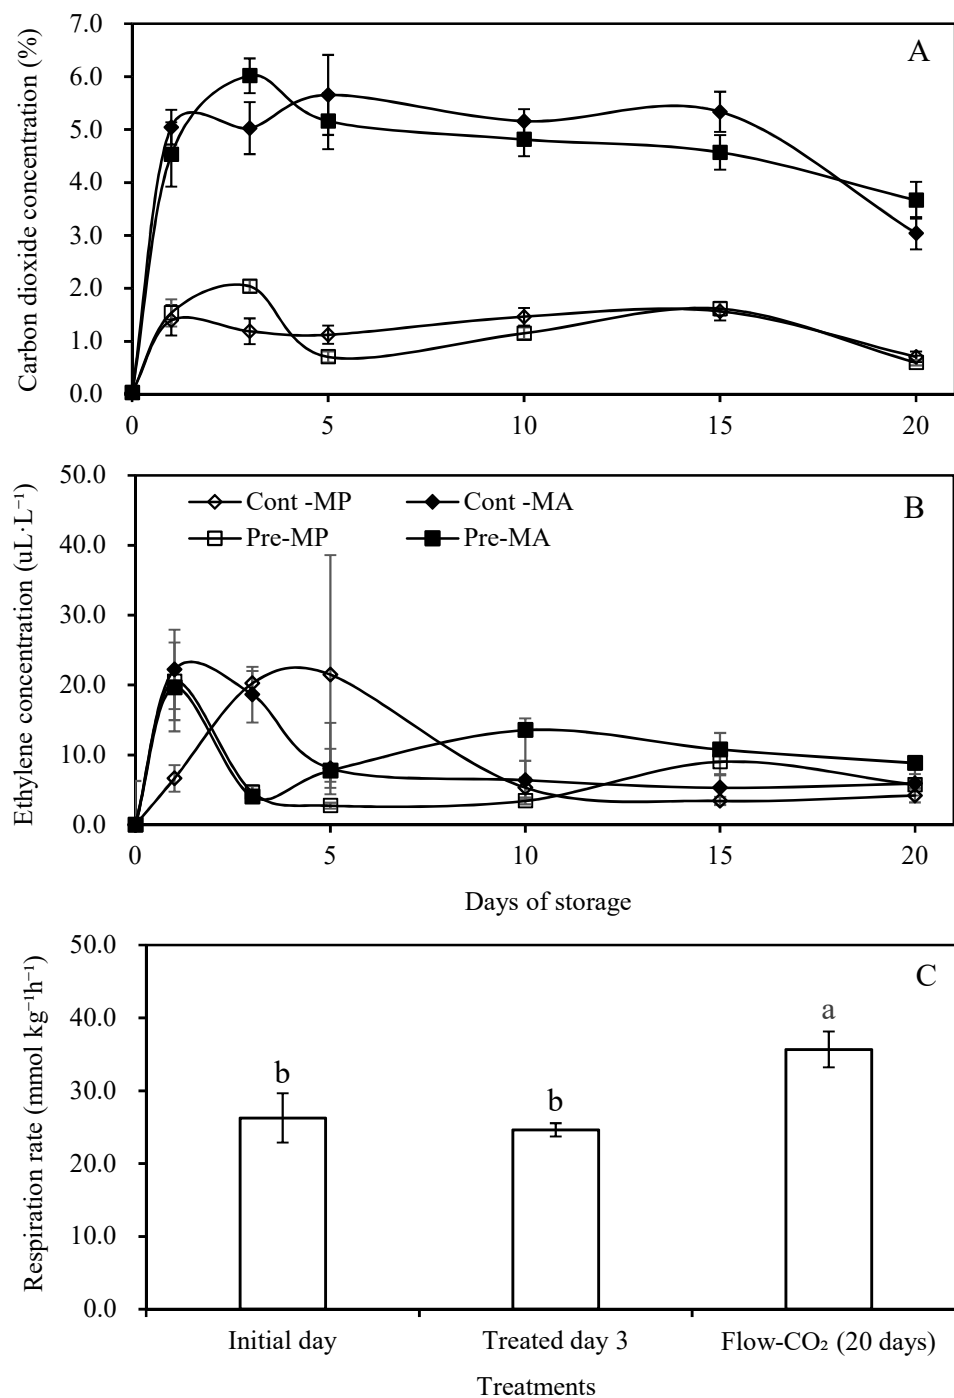 A
Carbon dioxide concentration (%)
7.0
6.0
5.0
4.0
3.0
2.0
1.0
0.0
0 5 10 15 20
B
Ethylene concentration (uL·L⁻¹)
Cont -MP Cont -MA
Pre-MP Pre-MA
50.0
40.0
30.0
20.0
10.0
0.0
0 5 10 15 20
Days of storage
C
Respiration rate (mmol kg⁻¹h⁻¹)
50.0
40.0
30.0
20.0
10.0
0.0
b b a
Initial day Treated day 3 Flow-CO₂ (20 days)
Treatments